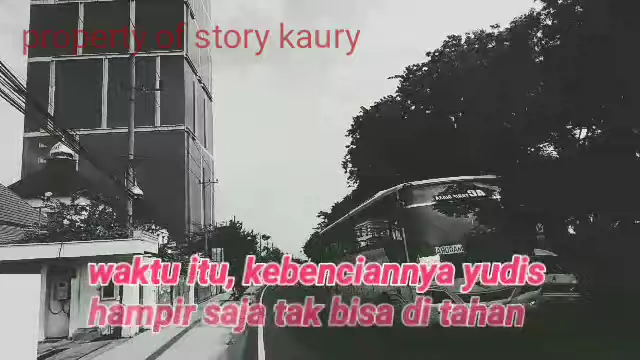 property of story kaury
waktu itu, kebenciannya yudis
hampir saja tak bisa di tahan